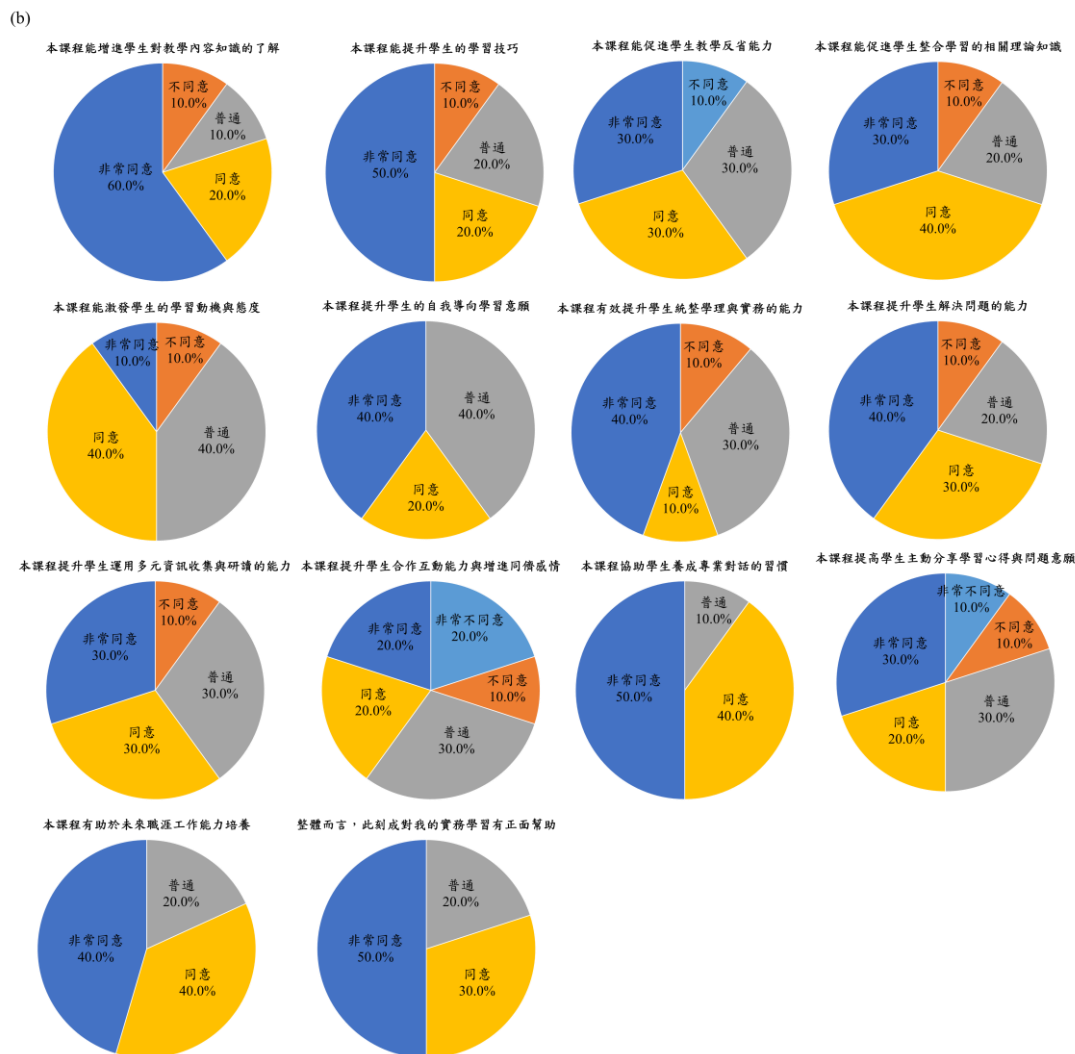 (b)
本課程能增進學生對教學內容知識的了解
不同意
10.0%
普通
10.0%
同意
20.0%
非常同意
60.0%
本課程能提升學生的學習技巧
不同意
10.0%
普通
20.0%
同意
20.0%
非常同意
50.0%
本課程能促進學生教學反省能力
不同意
10.0%
普通
30.0%
同意
30.0%
非常同意
30.0%
本課程能促進學生整合學習的相關理論知識
不同意
10.0%
普通
20.0%
同意
40.0%
非常同意
30.0%
本課程能激發學生的學習動機與態度
不同意
10.0%
普通
40.0%
同意
40.0%
非常同意
10.0%
本課程提升學生的自我導向學習意願
普通
40.0%
同意
20.0%
非常同意
40.0%
本課程有效提升學生統整學理與實務的能力
不同意
10.0%
普通
30.0%
同意
10.0%
非常同意
40.0%
本課程提升學生解決問題的能力
不同意
10.0%
普通
20.0%
同意
30.0%
非常同意
40.0%
本課程提升學生運用多元資訊收集與研讀的能力
不同意
10.0%
普通
30.0%
同意
30.0%
非常同意
30.0%
本課程提升學生合作互動能力與增進同儕感情
非常不同意
20.0%
不同意
10.0%
普通
30.0%
同意
20.0%
非常同意
20.0%
本課程協助學生養成專業對話的習慣
普通
10.0%
同意
40.0%
非常同意
50.0%
本課程提高學生主動分享學習心得與問題意願
非常不同意
10.0%
不同意
10.0%
普通
30.0%
同意
20.0%
非常同意
30.0%
本課程有助於未來職涯工作能力培養
普通
20.0%
同意
40.0%
非常同意
40.0%
整體而言，此刻成對我的實務學習有正面幫助
普通
20.0%
同意
30.0%
非常同意
50.0%